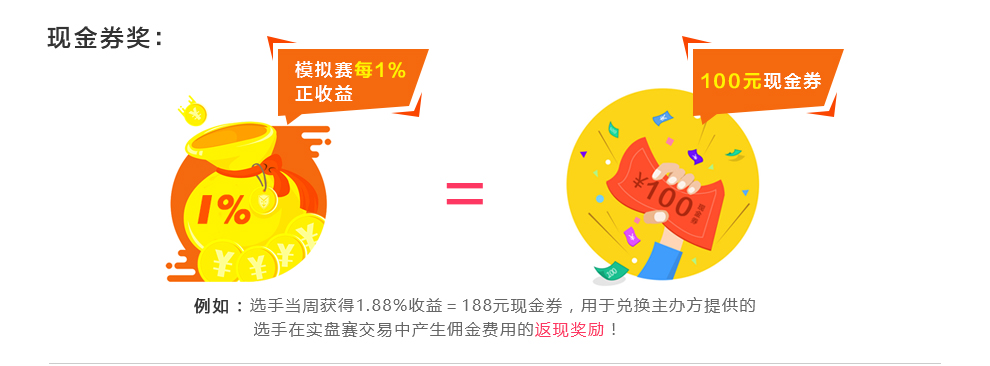 现金券奖：
模拟赛每1%
正收益
100元现金券
1%
=
¥100
例如：选手当周获得1.88%收益＝188元现金券，用于兑换主办方提供的
选手在实盘赛交易中产生佣金费用的返现奖励！